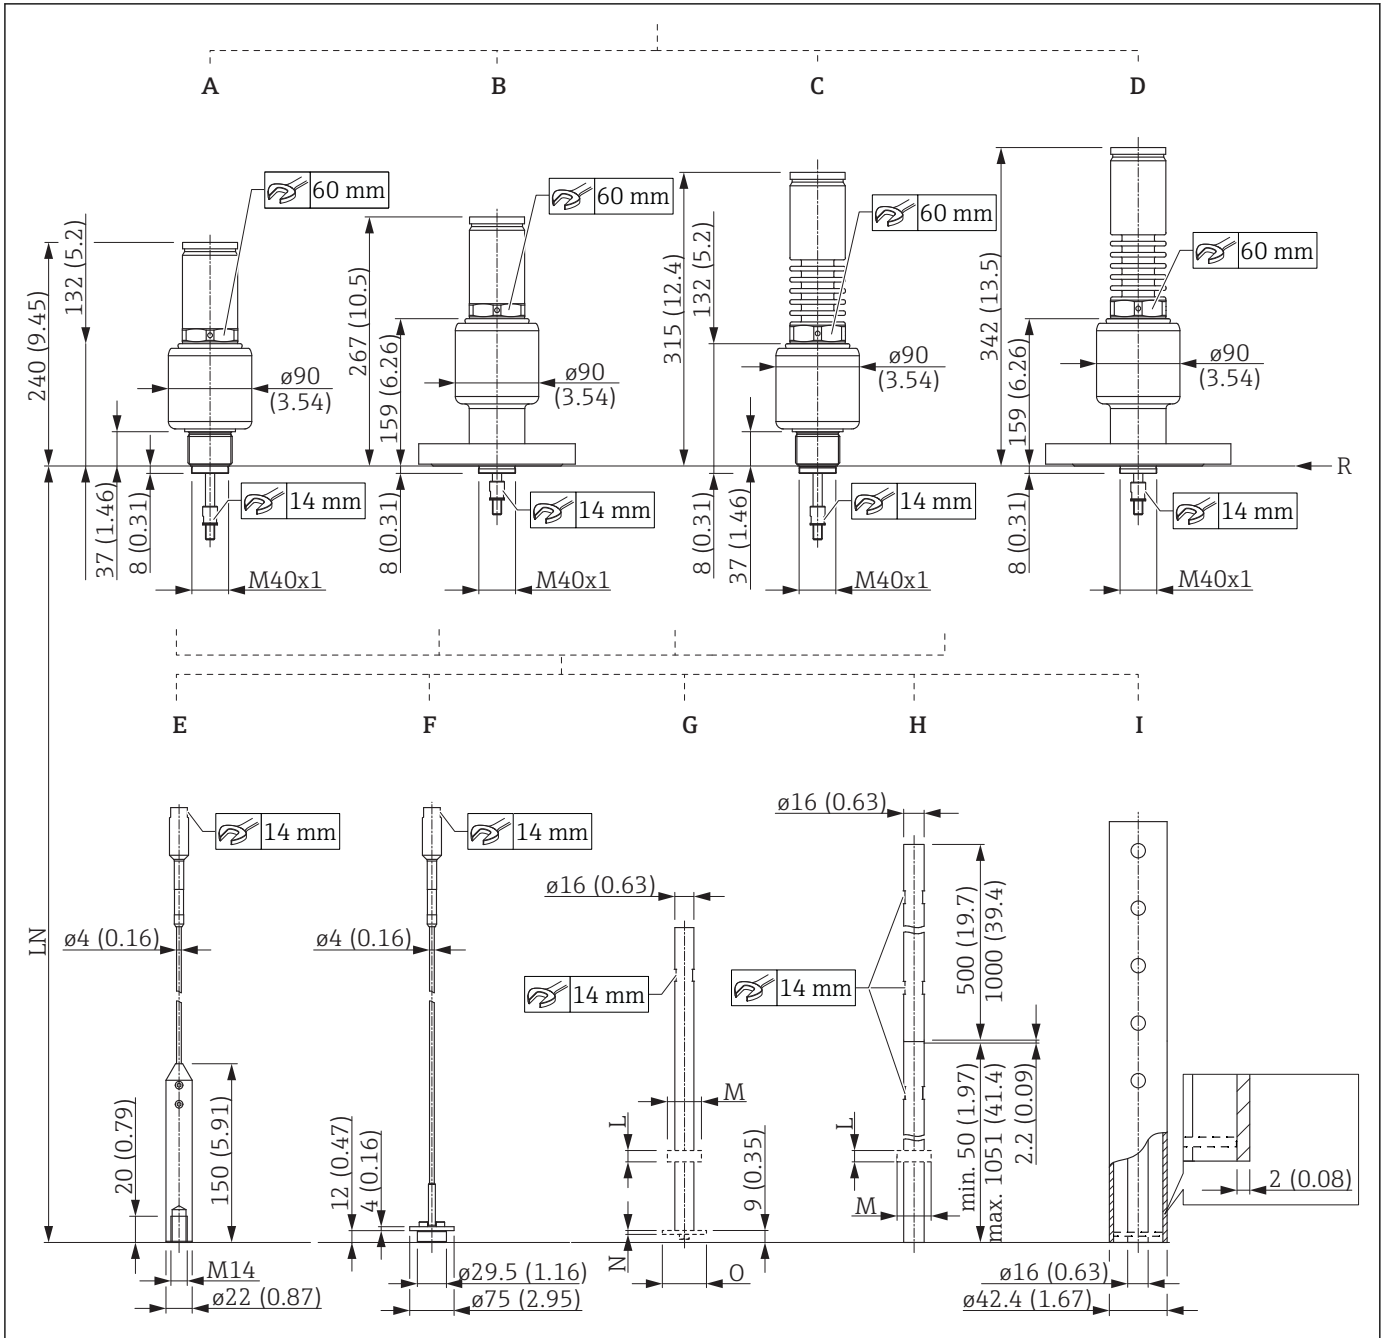 A
B
C
D
60 mm
60 mm
60 mm
60 mm
240 (9.45)
132 (5.2)
37 (1.46)
8 (0.31)
ø90
(3.54)
14 mm
M40x1
267 (10.5)
159 (6.26)
8 (0.31)
ø90
(3.54)
14 mm
M40x1
315 (12.4)
132 (5.2)
8 (0.31)
37 (1.46)
ø90
(3.54)
14 mm
M40x1
342 (13.5)
159 (6.26)
8 (0.31)
ø90
(3.54)
14 mm
M40x1
R
LN
E
F
G
H
I
14 mm
ø4 (0.16)
20 (0.79)
150 (5.91)
M14
ø22 (0.87)
14 mm
ø4 (0.16)
12 (0.47)
4 (0.16)
ø29.5 (1.16)
ø75 (2.95)
ø16 (0.63)
14 mm
M
L
9 (0.35)
N
O
ø16 (0.63)
14 mm
500 (19.7)
1000 (39.4)
L
M
min. 50 (1.97)
max. 1051 (41.4)
2.2 (0.09)
2 (0.08)
ø16 (0.63)
ø42.4 (1.67)